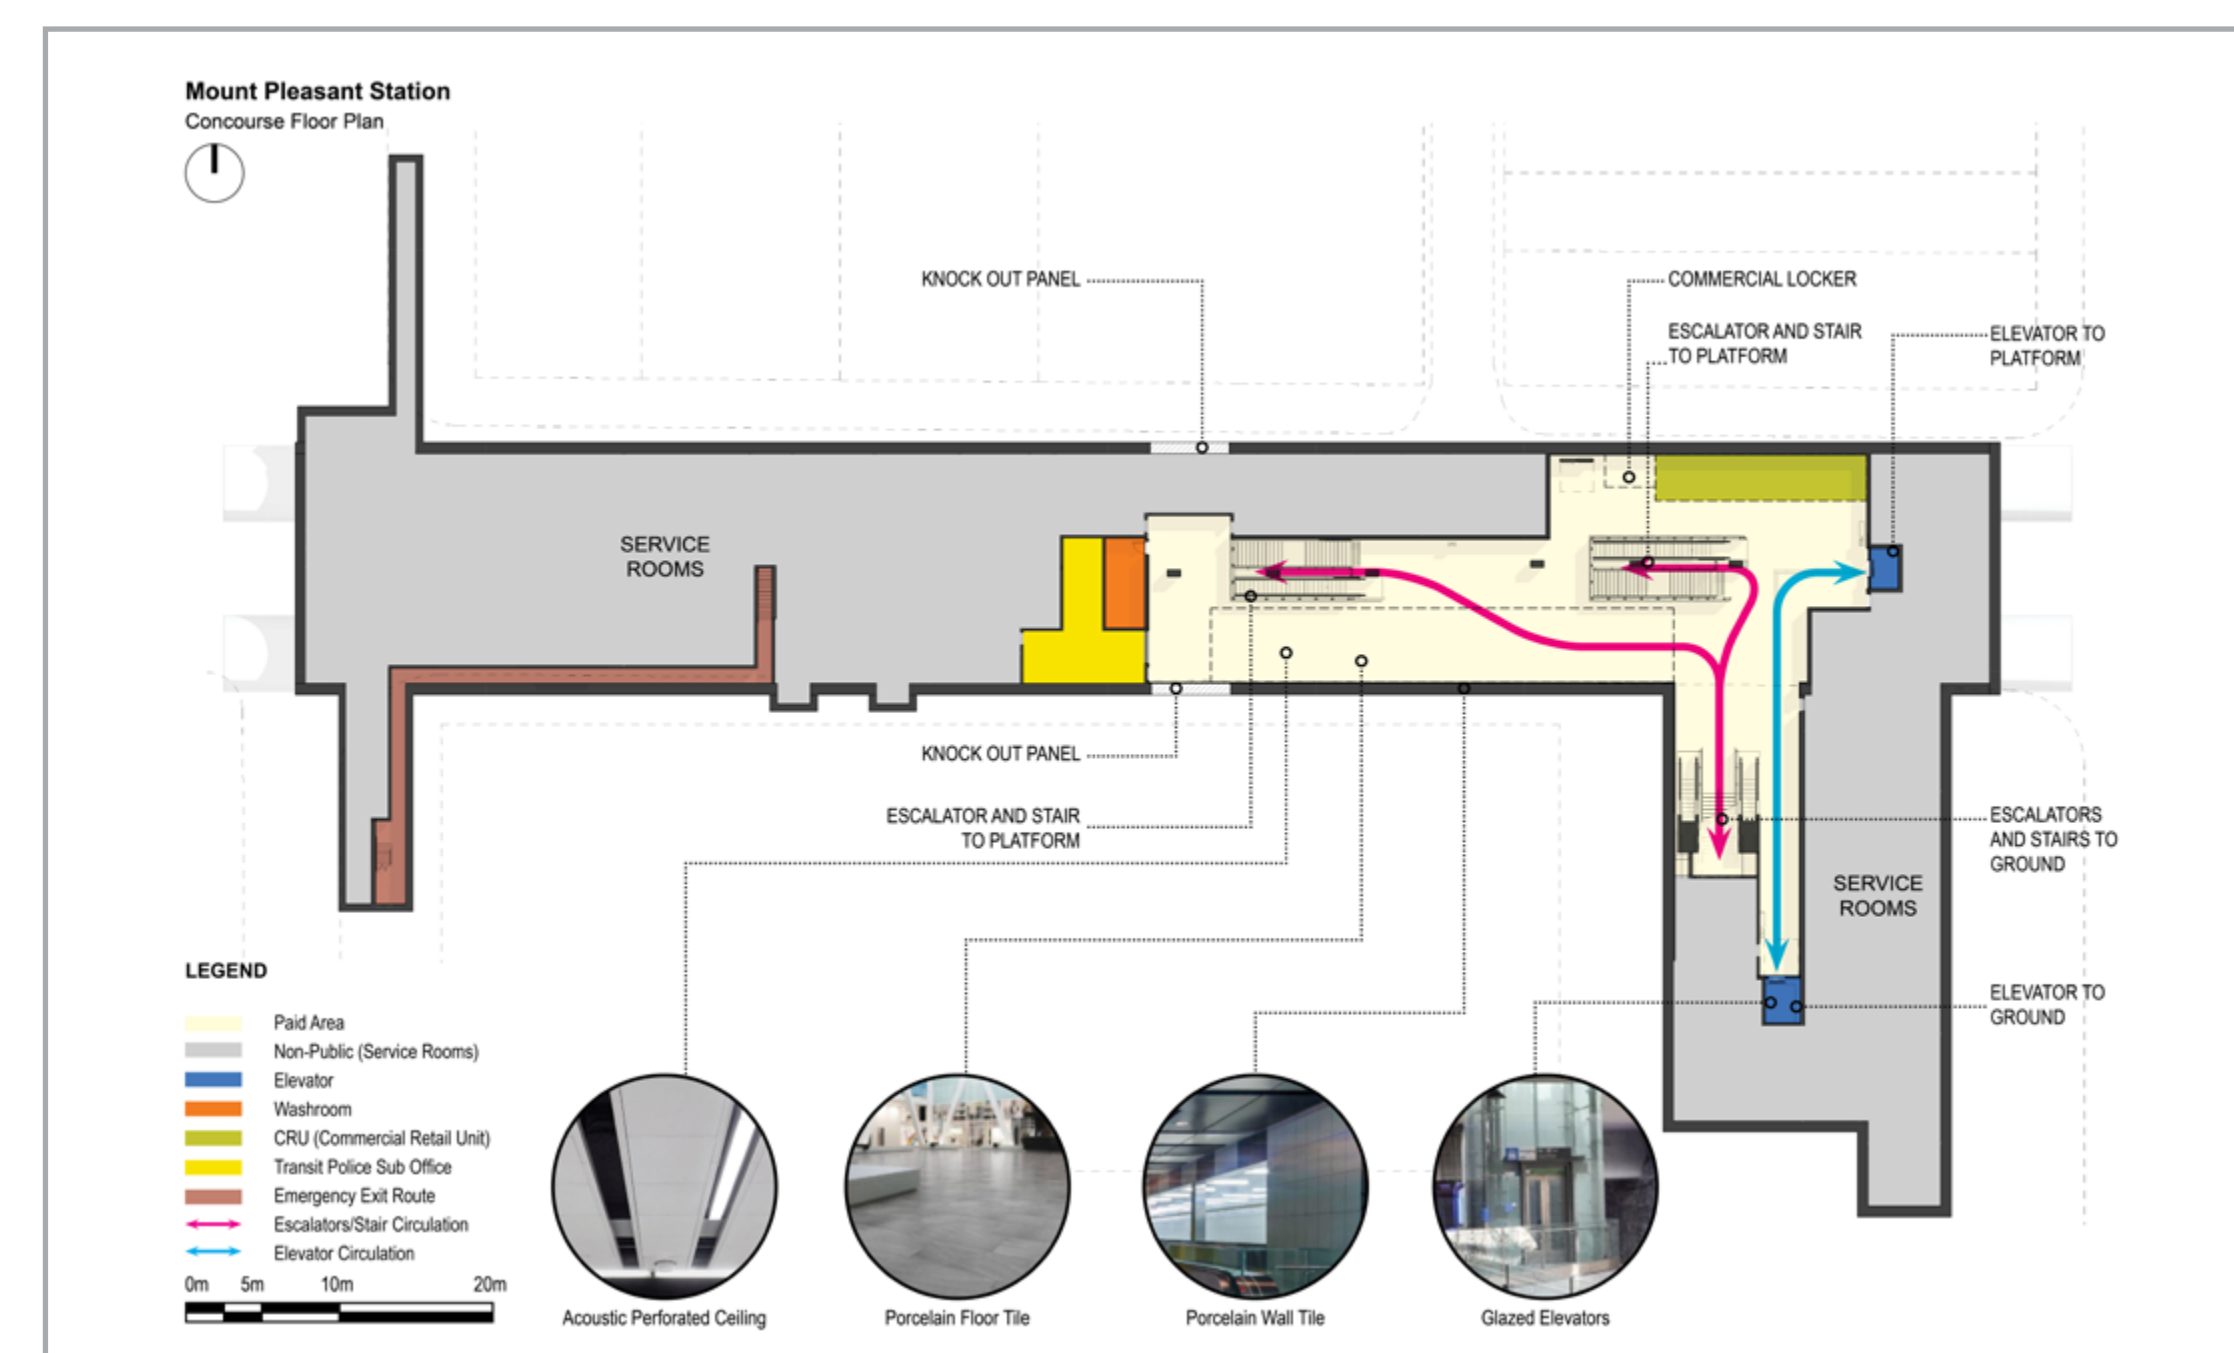 Mount Pleasant Station
Concourse Floor Plan
KNOCK OUT PANEL
COMMERCIAL LOCKER
ESCALATOR AND STAIR
TO PLATFORM
ELEVATOR TO
PLATFORM
SERVICE
ROOMS
KNOCK OUT PANEL
ESCALATOR AND STAIR
TO PLATFORM
ESCALATORS
AND STAIRS TO
GROUND
SERVICE
ROOMS
ELEVATOR TO
GROUND
LEGEND
Paid Area
Non-Public (Service Rooms)
Elevator
Washroom
CRU (Commercial Retail Unit)
Transit Police Sub Office
Emergency Exit Route
Escalators/Stair Circulation
Elevator Circulation
0m 5m 10m 20m
Acoustic Perforated Ceiling
Porcelain Floor Tile
Porcelain Wall Tile
Glazed Elevators